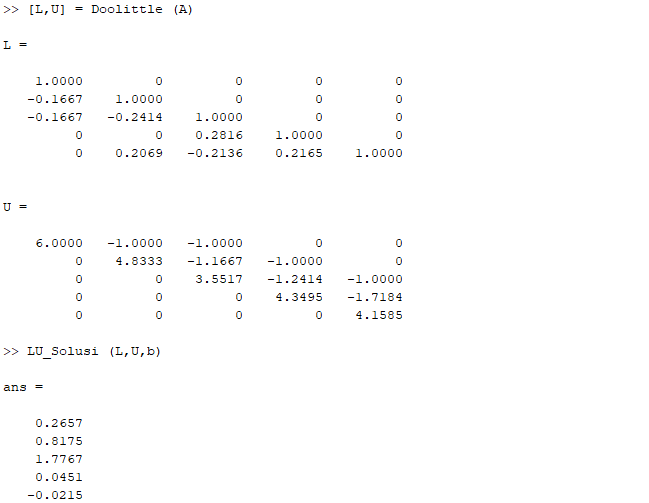 >> [L,U] = Doolittle (A)
L =
1.0000 0 0 0 0
-0.1667 1.0000 0 0 0
-0.1667 -0.2414 1.0000 0 0
0 0 0.2816 1.0000 0
0 0.2069 -0.2136 0.2165 1.0000
U =
6.0000 -1.0000 -1.0000 0 0
0 4.8333 -1.1667 -1.0000 0
0 0 3.5517 -1.2414 -1.0000
0 0 0 4.3495 -1.7184
0 0 0 0 4.1585
>> LU_Solusi (L,U,b)
ans =
0.2657
0.8175
1.7767
0.0451
-0.0215